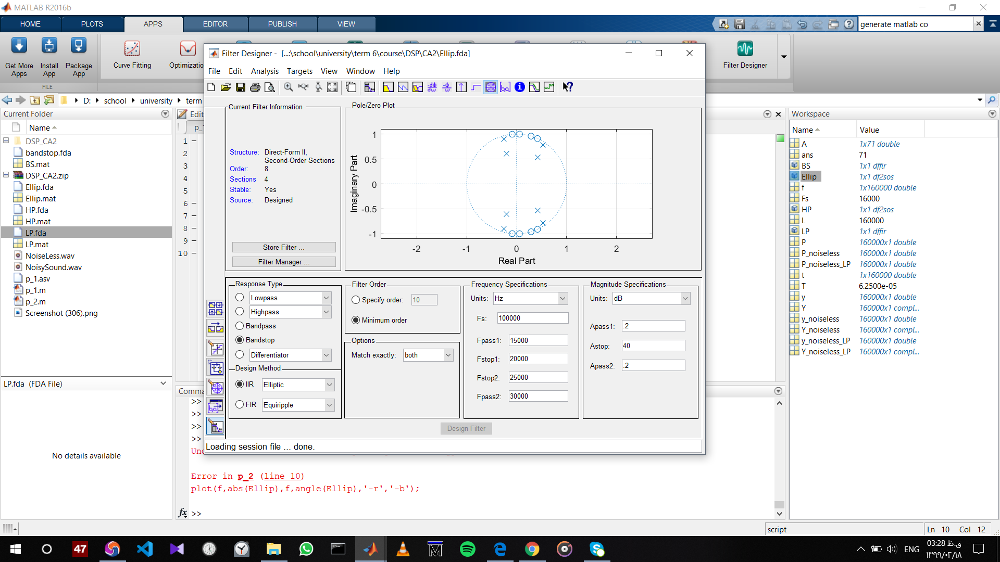 MATLAB R2016b
HOME PLOTS APPS EDITOR PUBLISH VIEW
generate matlab co
Get More Apps
Install App
Package App
FILE
Curve Fitting
Filter Designer
D: school university term
Current Folder
Name
DSP_CA2
bandstop.fda
BS.mat
DSP_CA2.zip
Ellip.fda
Ellip.mat
HP.fda
HP.mat
LP.fda
LP.mat
NoiseLess.wav
NoisySound.wav
p_1.asv
p_1.m
p_2.m
Screenshot (306).png
LP.fda (FDA File)
No details available
1
2
3
4
5
6
7
8
9
10
Filter Designer - [...:\school\university\term 6\course\DSP\CA2\Ellip.fda]
File Edit Analysis Targets View Window Help
Current Filter Information
Structure: Direct-Form II,
Second-Order Sections
Order: 8
Sections 4
Stable: Yes
Source: Designed
Store Filter ...
Filter Manager ...
Pole/Zero Plot
Imaginary Part
1
0.5
0
-0.5
-1
-2 -1 0 1 2
Real Part
Response Type
Lowpass
Highpass
Bandpass
Bandstop
Differentiator
Design Method
IIR Elliptic
FIR Equiripple
Filter Order
Specify order: 10
Minimum order
Options
Match exactly: both
Frequency Specifications
Units: Hz
Fs: 100000
Fpass1: 15000
Fstop1: 20000
Fstop2: 25000
Fpass2: 30000
Magnitude Specifications
Units: dB
Apass1: .2
Astop: 40
Apass2: .2
Design Filter
Loading session file ... done.
>>
>>
>>
>>
Error in p_2 (line 10)
plot(f,abs(Ellip),f,angle(Ellip),'-r','-b');
fx >>
Workspace
Name Value
A 1x71 double
ans 71
BS 1x1 dffir
Ellip 1x1 df2sos
f 1x160000 double
Fs 16000
HP 1x1 df2sos
L 160000
LP 1x1 dffir
P 160000x1 double
P_noiseless 160000x1 double
P_noiseless_LP 160000x1 double
t 1x160000 double
T 6.2500e-05
y 160000x1 double
Y 160000x1 compl...
y_noiseless 160000x1 double
Y_noiseless 160000x1 compl...
y_noiseless_LP 160000x1 double
Y_noiseless_LP 160000x1 compl...
script Ln 10 Col 12
47
ENG
03:28 ق.ظ
۱۳۹۹/۰۲/۱۸